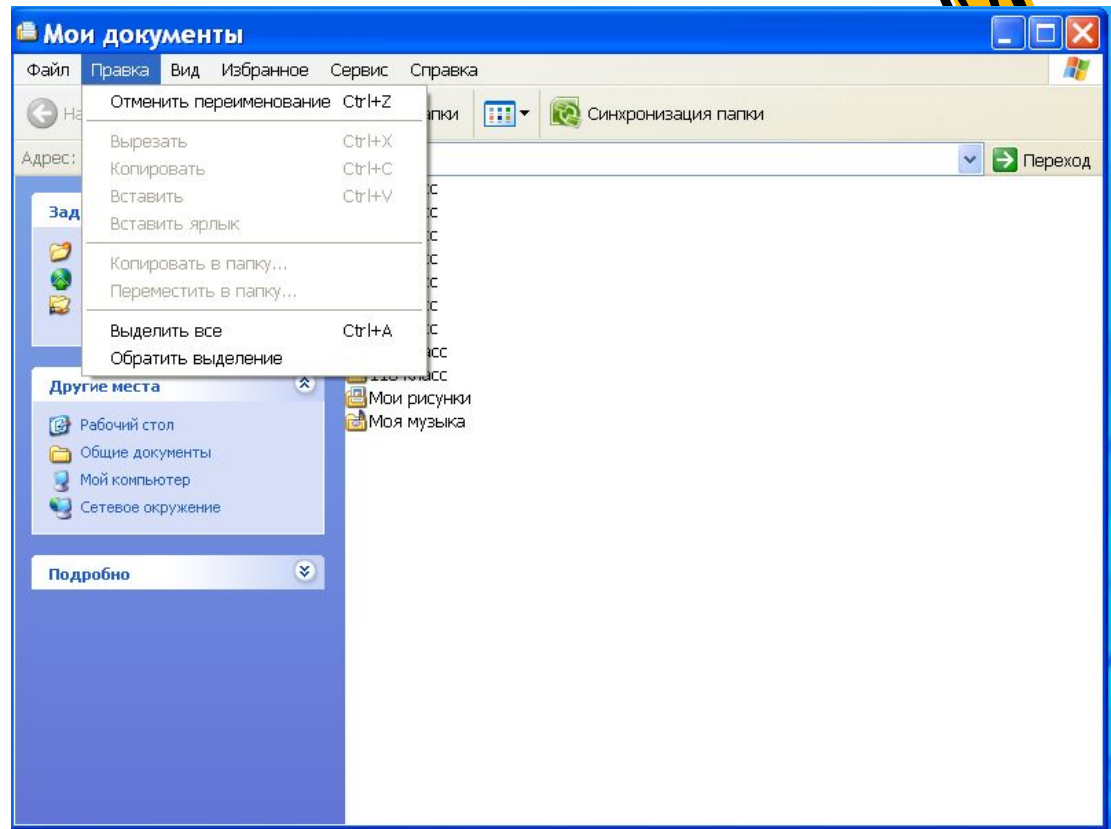 Мои документы
Файл Правка Вид Избранное Сервис Справка
Отменить переименование Ctrl+Z
Синхронизация папки
Вырезать Ctrl+X
Адрес:
Переход
Копировать Ctrl+C
Вставить Ctrl+V
Вставить ярлык
Копировать в папку...
Переместить в папку...
Выделить все Ctrl+A
Обратить выделение
Другие места
Мои рисунки
Моя музыка
Рабочий стол
Общие документы
Мой компьютер
Сетевое окружение
Подробно